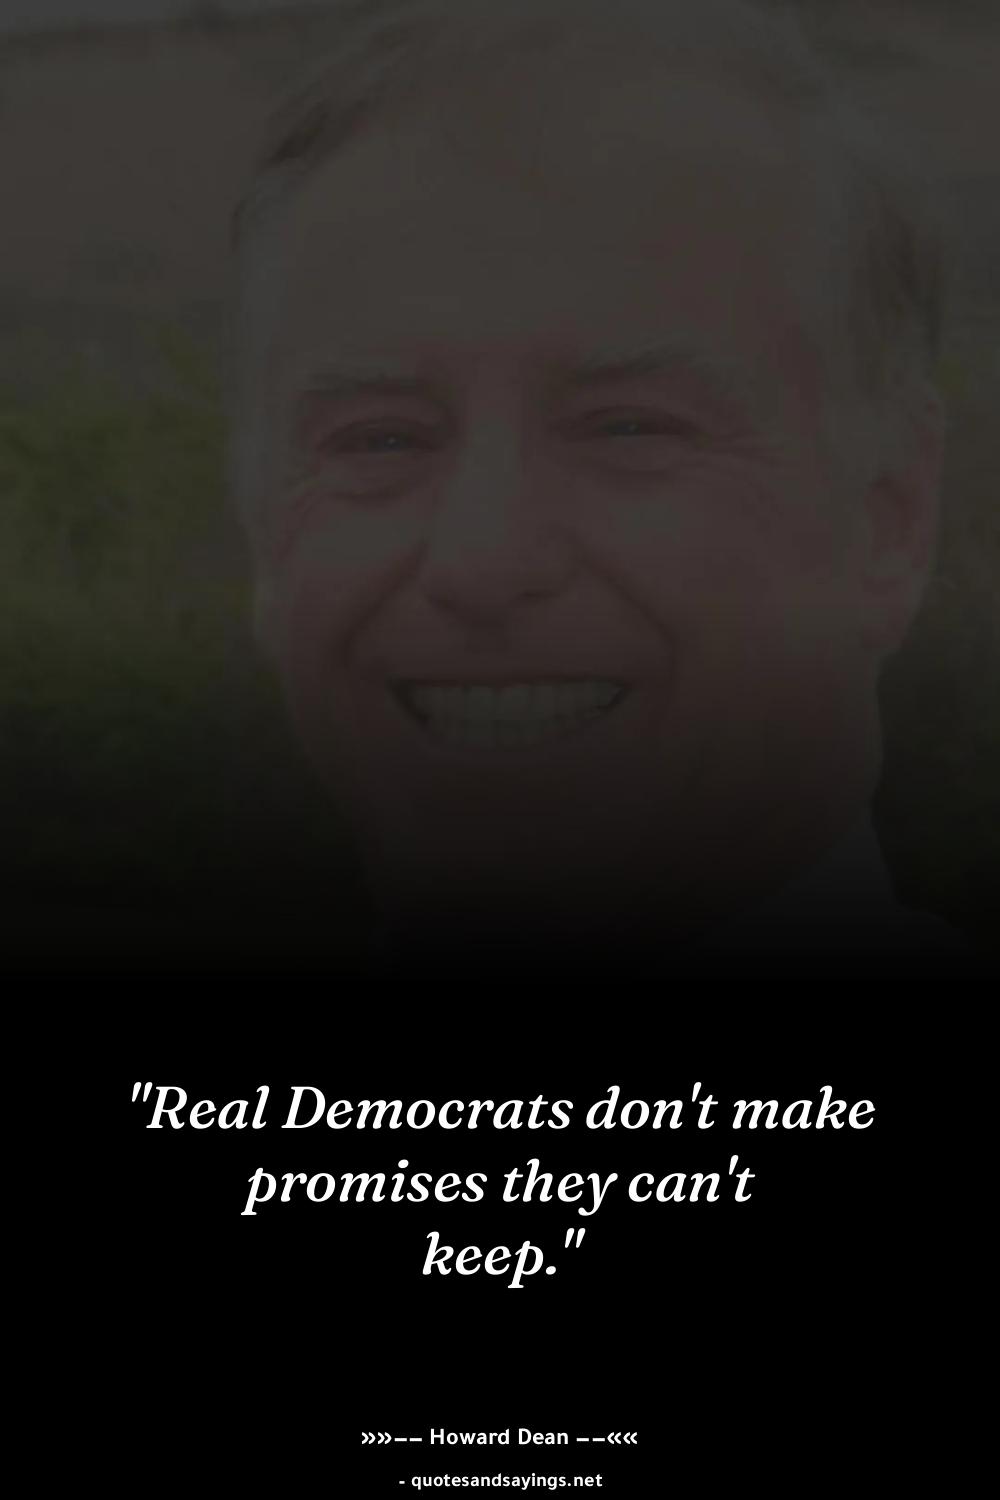 "Real Democrats don't make
promises they can't
keep."
»»–– Howard Dean ––««
- quotesandsayings.net